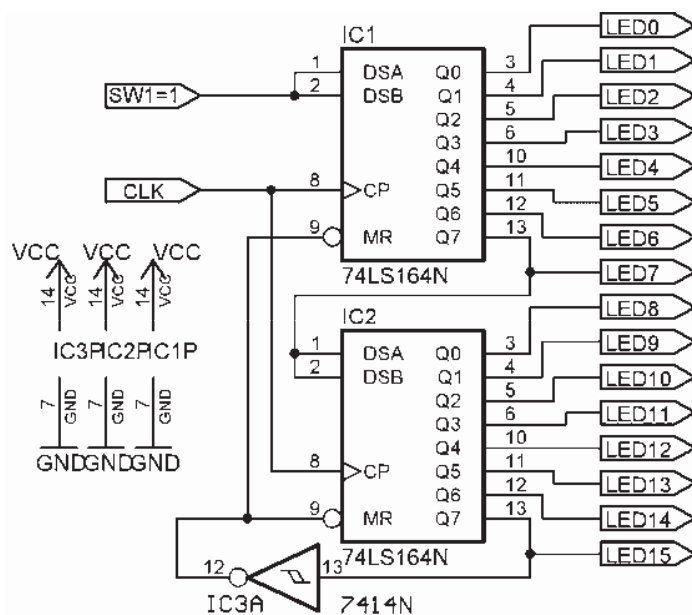 IC1
1 DSA Q0 3 LED0
SW1=1 2 DSB Q1 4 LED1
Q2 5 LED2
Q3 6 LED3
Q4 10 LED4
CLK 8 CP Q5 11 LED5
Q6 12 LED6
9 MR Q7 13 LED7
74LS164N
VCC VCC VCC
14 VCC 14 VCC 14 VCC
IC3P IC2P IC1P
7 GND 7 GND 7 GND
GND GND GND
IC2
1 DSA Q0 3 LED8
2 DSB Q1 4 LED9
Q2 5 LED10
Q3 6 LED11
Q4 10 LED12
8 CP Q5 11 LED13
Q6 12 LED14
9 MR Q7 13 LED15
74LS164N
12 13
IC3A 7414N